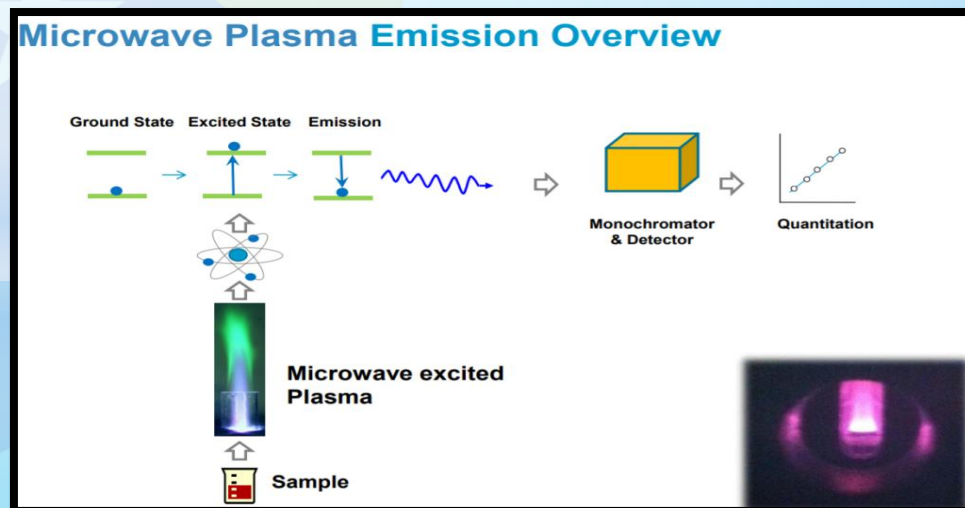 Microwave Plasma Emission Overview
Ground State Excited State Emission
Monochromator
& Detector
Quantitation
Microwave excited
Plasma
Sample